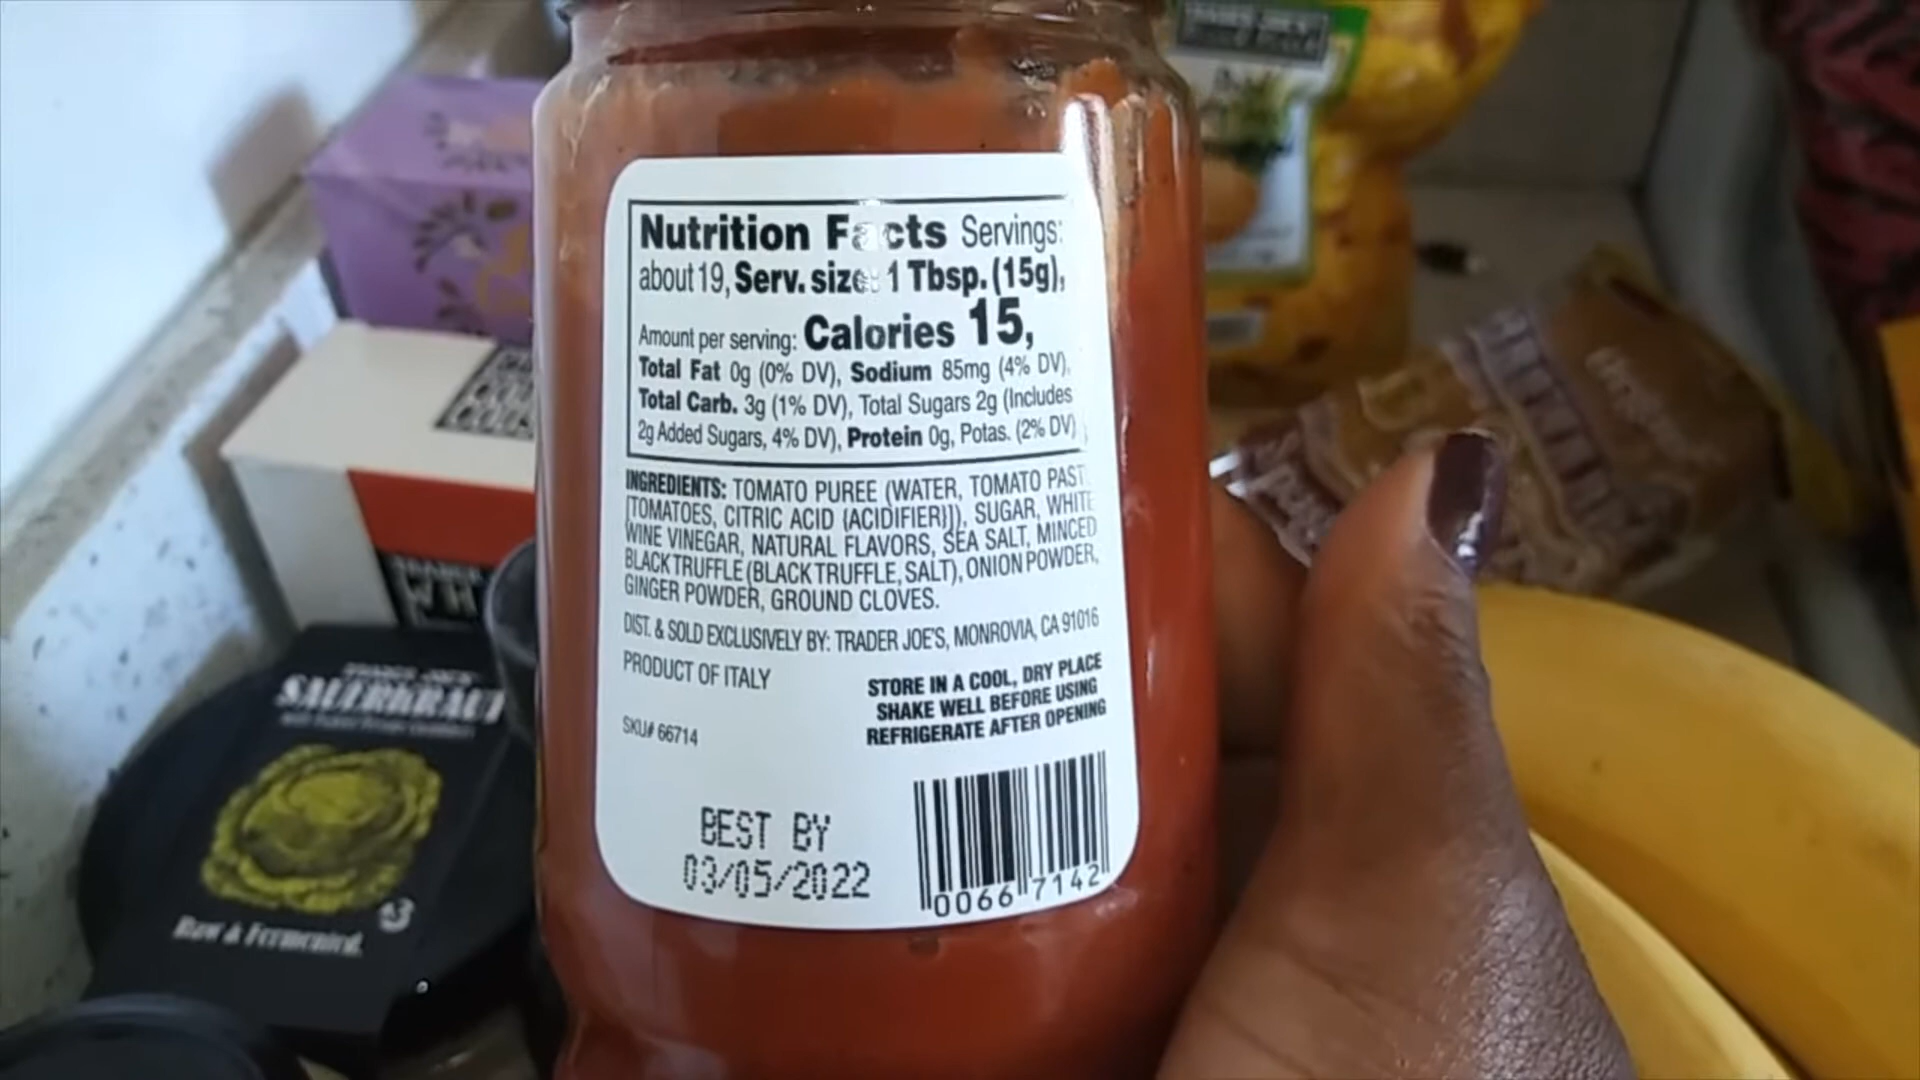 Nutrition Facts Servings:
about 19, Serv. size: 1 Tbsp. (15g),
Amount per serving: Calories 15,
Total Fat 0g (0% DV), Sodium 85mg (4% DV),
Total Carb. 3g (1% DV), Total Sugars 2g (Includes
2g Added Sugars, 4% DV), Protein 0g, Potas. (2% DV)
INGREDIENTS: TOMATO PUREE (WATER, TOMATO PAST
[TOMATOES, CITRIC ACID {ACIDIFIER}]), SUGAR, WHITE
WINE VINEGAR, NATURAL FLAVORS, SEA SALT, MINCED
BLACK TRUFFLE (BLACK TRUFFLE, SALT), ONION POWDER,
GINGER POWDER, GROUND CLOVES.
DIST. & SOLD EXCLUSIVELY BY: TRADER JOE'S, MONROVIA, CA 91016
PRODUCT OF ITALY
STORE IN A COOL, DRY PLACE
SHAKE WELL BEFORE USING
REFRIGERATE AFTER OPENING
SKU# 66714
BEST BY
03/05/2022
0066 7142
SAUERKRAUT
Raw & Fermented.